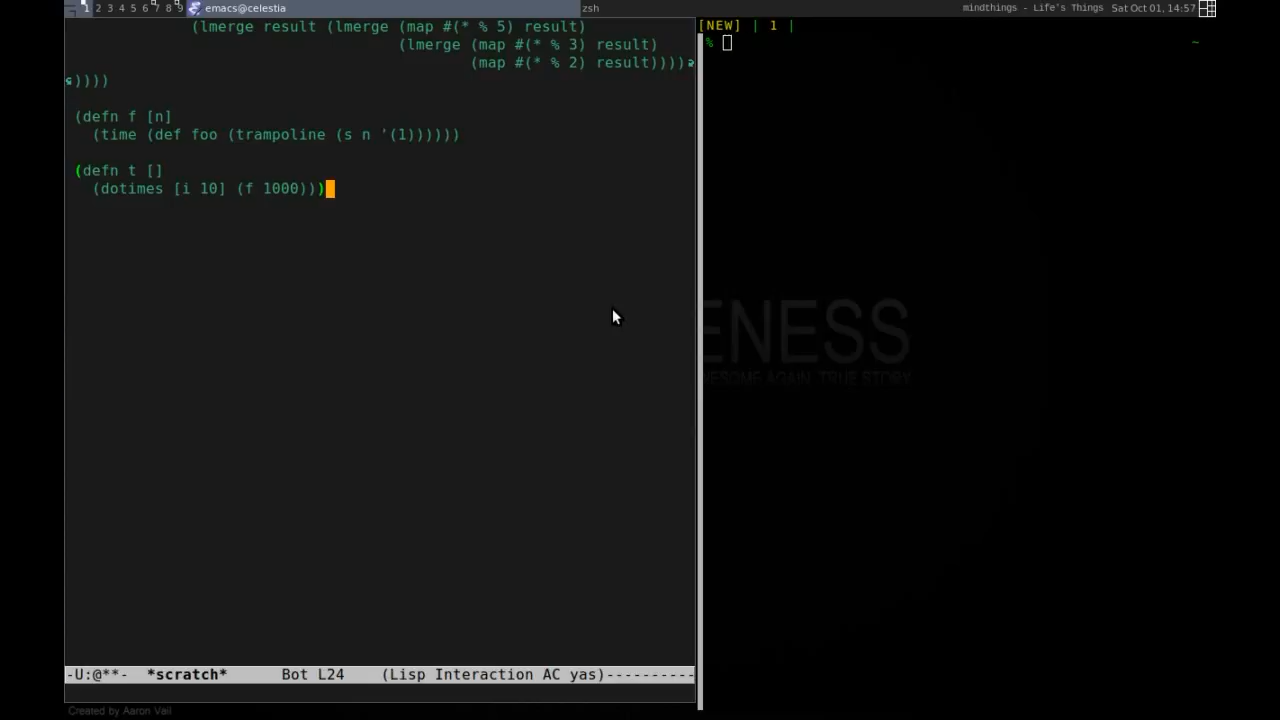 1 2 3 4 5 6 7 8 9 emacs@celestia zsh mindthings - Life's Things Sat Oct 01, 14:57
(lmerge result (lmerge (map #(* % 5) result)
(lmerge (map #(* % 3) result)
(map #(* % 2) result))))
))))
(defn f [n]
(time (def foo (trampoline (s n '(1))))))
(defn t []
(dotimes [i 10] (f 1000)))
-U:@**- *scratch* Bot L24 (Lisp Interaction AC yas)----------
Created by Aaron Vail
[NEW] | 1 |
% ~
ENESS
AWESOME AGAIN. TRUE STORY.